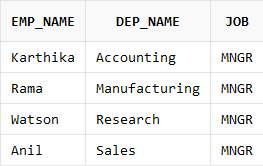 EMP_NAME DEP_NAME JOB
Karthika Accounting MNGR
Rama Manufacturing MNGR
Watson Research MNGR
Anil Sales MNGR